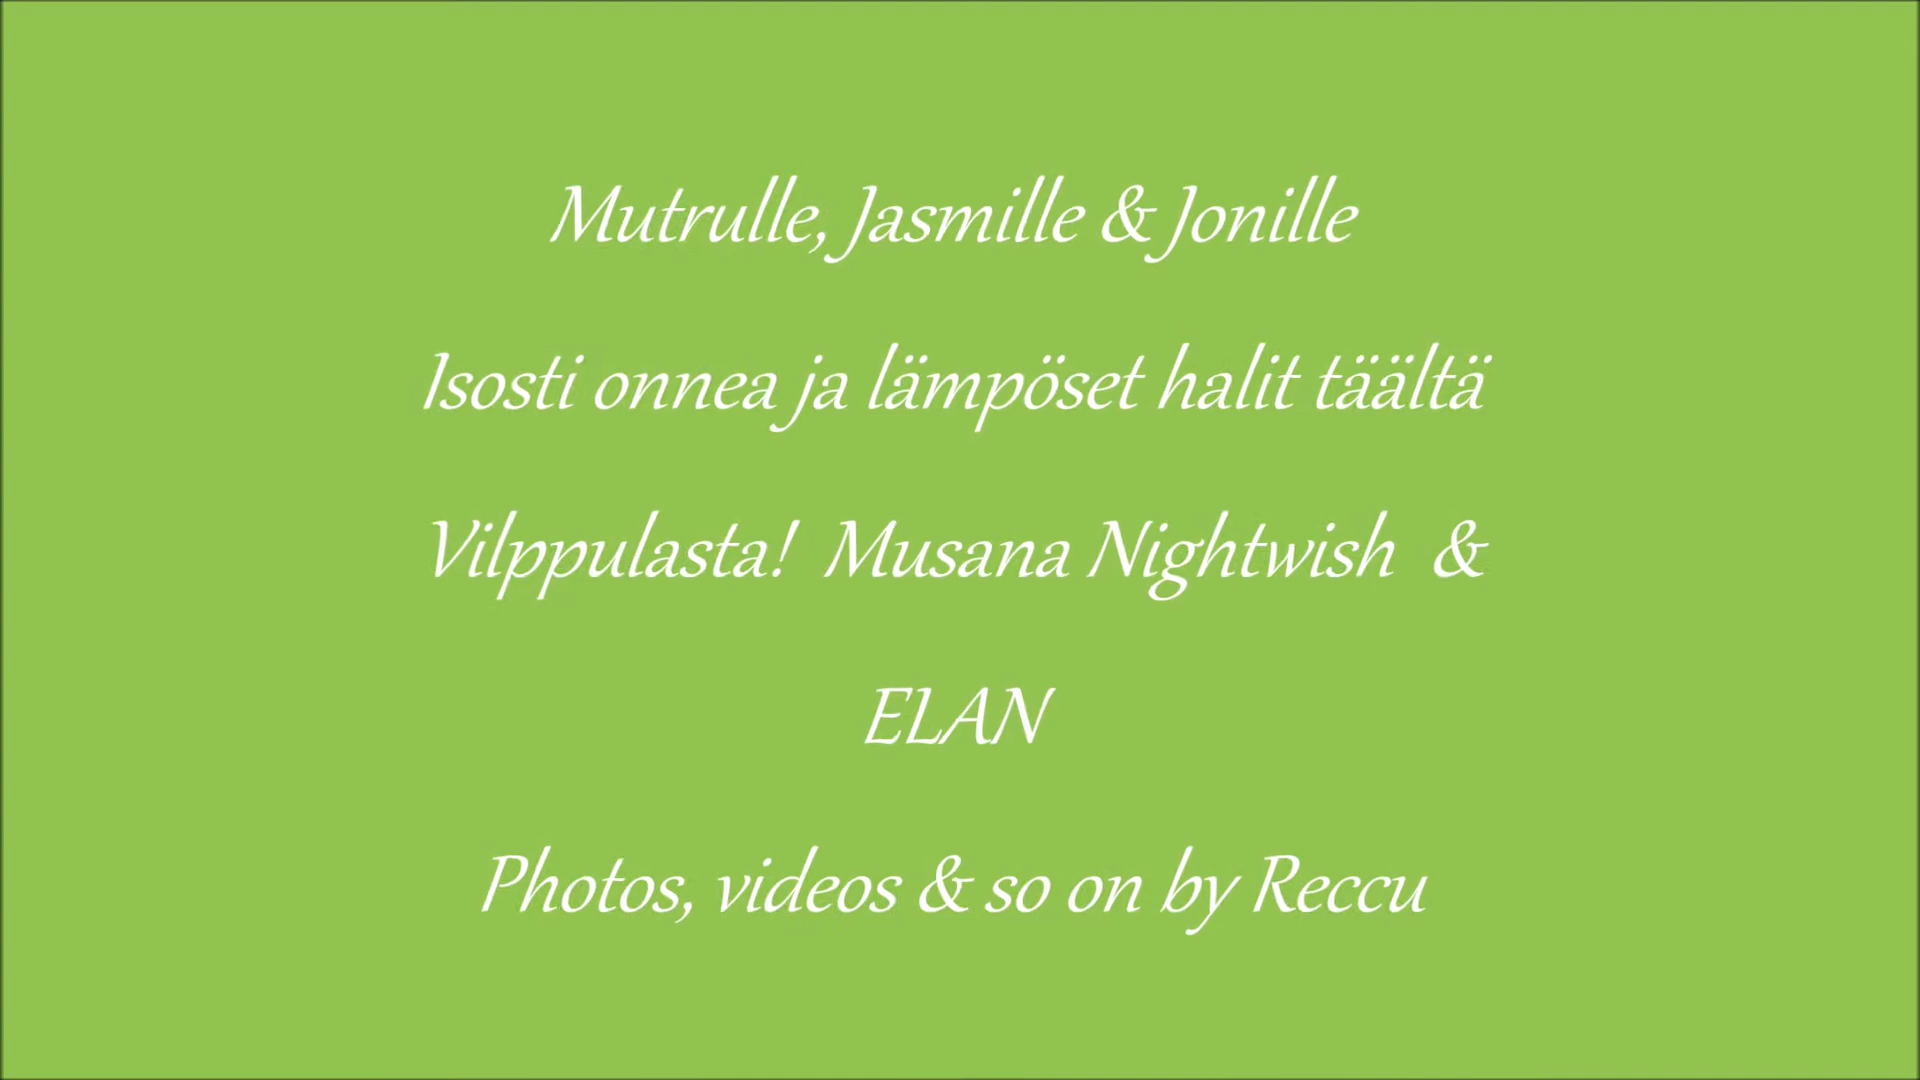 Mutrulle, Jasmille & Jonille
Isosti onnea ja lämpöset halit täältä
Vilppulasta! Musana Nightwish &
ELAN
Photos, videos & so on by Reccu